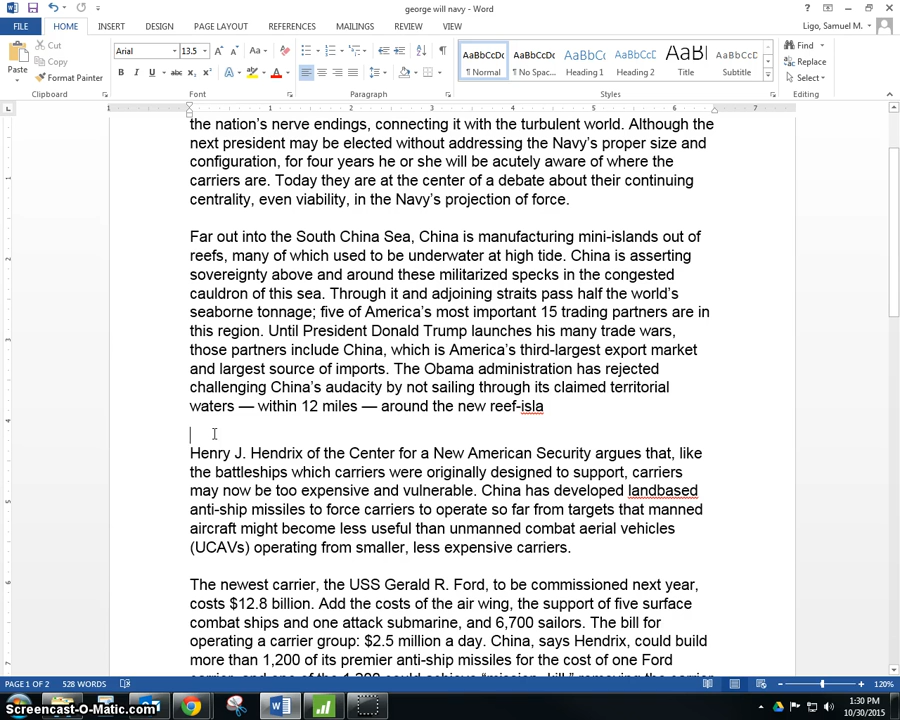 george will navy - Word
FILE HOME INSERT DESIGN PAGE LAYOUT REFERENCES MAILINGS REVIEW VIEW Ligo, Samuel M.
Paste Cut Copy Format Painter
Arial 13.5
AaBbCcDc AaBbCcDc AaBbCc AaBbCcC AaBl AaBbCcD
¶ Normal ¶ No Spac... Heading 1 Heading 2 Title Subtitle
Find Replace Select
Clipboard Font Paragraph Styles Editing
the nation's nerve endings, connecting it with the turbulent world. Although the
next president may be elected without addressing the Navy's proper size and
configuration, for four years he or she will be acutely aware of where the
carriers are. Today they are at the center of a debate about their continuing
centrality, even viability, in the Navy's projection of force.
Far out into the South China Sea, China is manufacturing mini-islands out of
reefs, many of which used to be underwater at high tide. China is asserting
sovereignty above and around these militarized specks in the congested
cauldron of this sea. Through it and adjoining straits pass half the world's
seaborne tonnage; five of America's most important 15 trading partners are in
this region. Until President Donald Trump launches his many trade wars,
those partners include China, which is America's third-largest export market
and largest source of imports. The Obama administration has rejected
challenging China's audacity by not sailing through its claimed territorial
waters — within 12 miles — around the new reef-isla
Henry J. Hendrix of the Center for a New American Security argues that, like
the battleships which carriers were originally designed to support, carriers
may now be too expensive and vulnerable. China has developed landbased
anti-ship missiles to force carriers to operate so far from targets that manned
aircraft might become less useful than unmanned combat aerial vehicles
(UCAVs) operating from smaller, less expensive carriers.
The newest carrier, the USS Gerald R. Ford, to be commissioned next year,
costs $12.8 billion. Add the costs of the air wing, the support of five surface
combat ships and one attack submarine, and 6,700 sailors. The bill for
operating a carrier group: $2.5 million a day. China, says Hendrix, could build
more than 1,200 of its premier anti-ship missiles for the cost of one Ford
PAGE 1 OF 2 528 WORDS 120%
Screencast-O-Matic.com
1:30 PM
10/30/2015